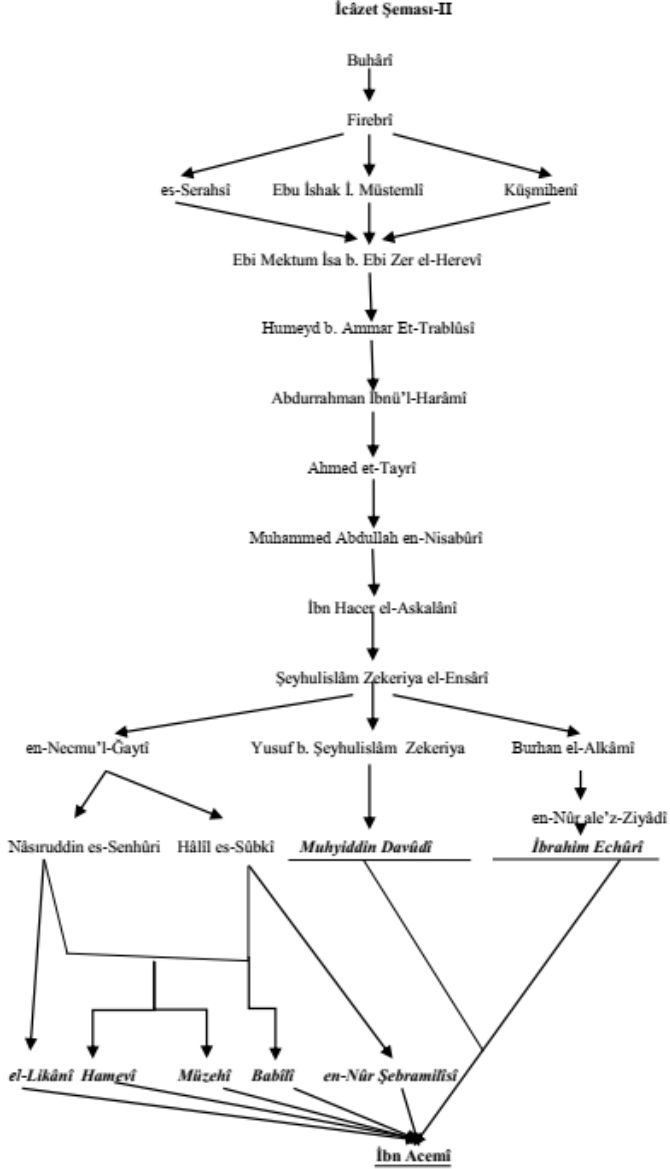 İcâzet Şeması-II
Buhârî
Firebrî
es-Serahsî Ebu İshak İ. Müstemlî Küşmihenî
Ebi Mektum İsa b. Ebi Zer el-Herevî
Humeyd b. Ammar Et-Trablûsî
Abdurrahman İbnü’l-Harâmî
Ahmed et-Tayrî
Muhammed Abdullah en-Nisabûrî
İbn Hacer el-Askalânî
Şeyhulislâm Zekeriya el-Ensârî
en-Necmu’l-Ğaytî Yusuf b. Şeyhulislâm Zekeriya Burhan el-Alkâmî
en-Nûr ale’z-Ziyâdî
Nâsıruddin es-Senhûri Hâlîl es-Sûbkî Muhyiddin Davûdî İbrahim Echûrî
el-Likânî Hamevî Müzehî Babîlî en-Nûr Şebramilîsî
İbn Acemî